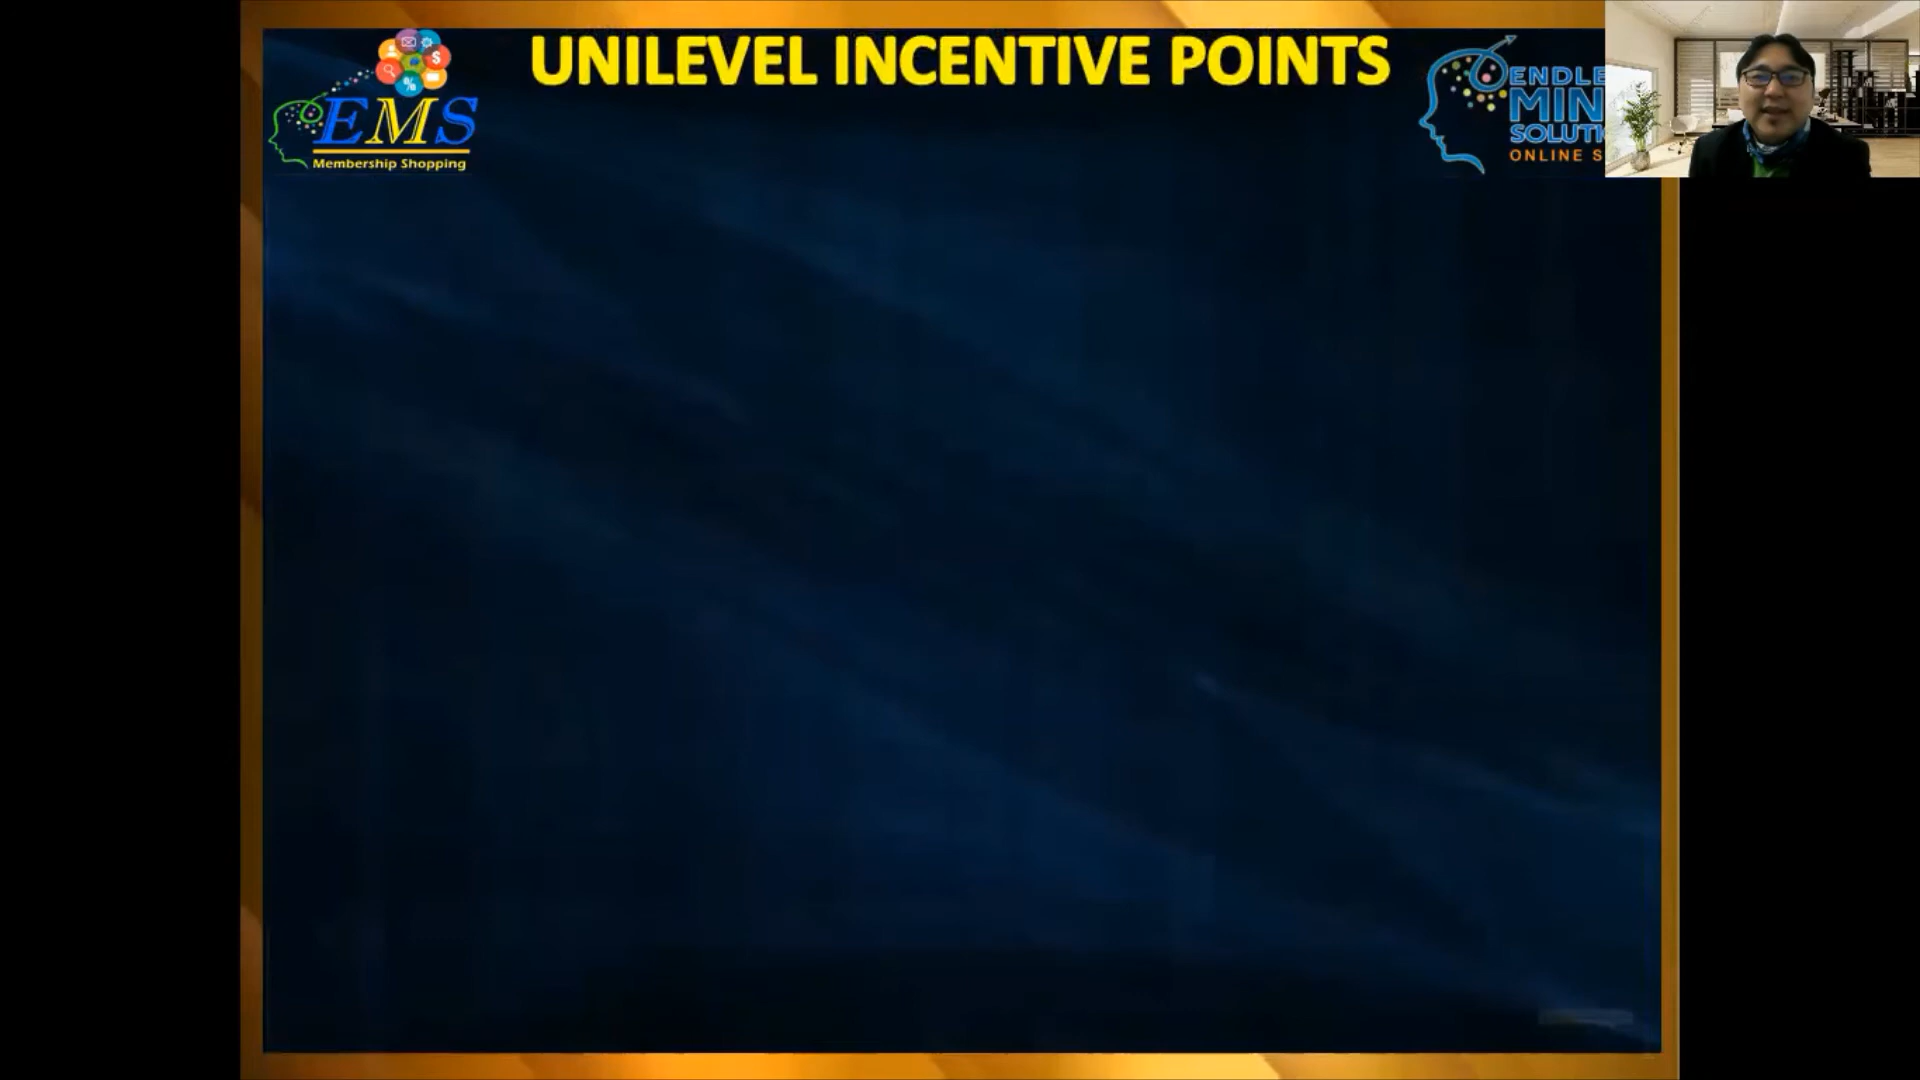 UNILEVEL INCENTIVE POINTS
EMS
Membership Shopping
$
%
ONLINE